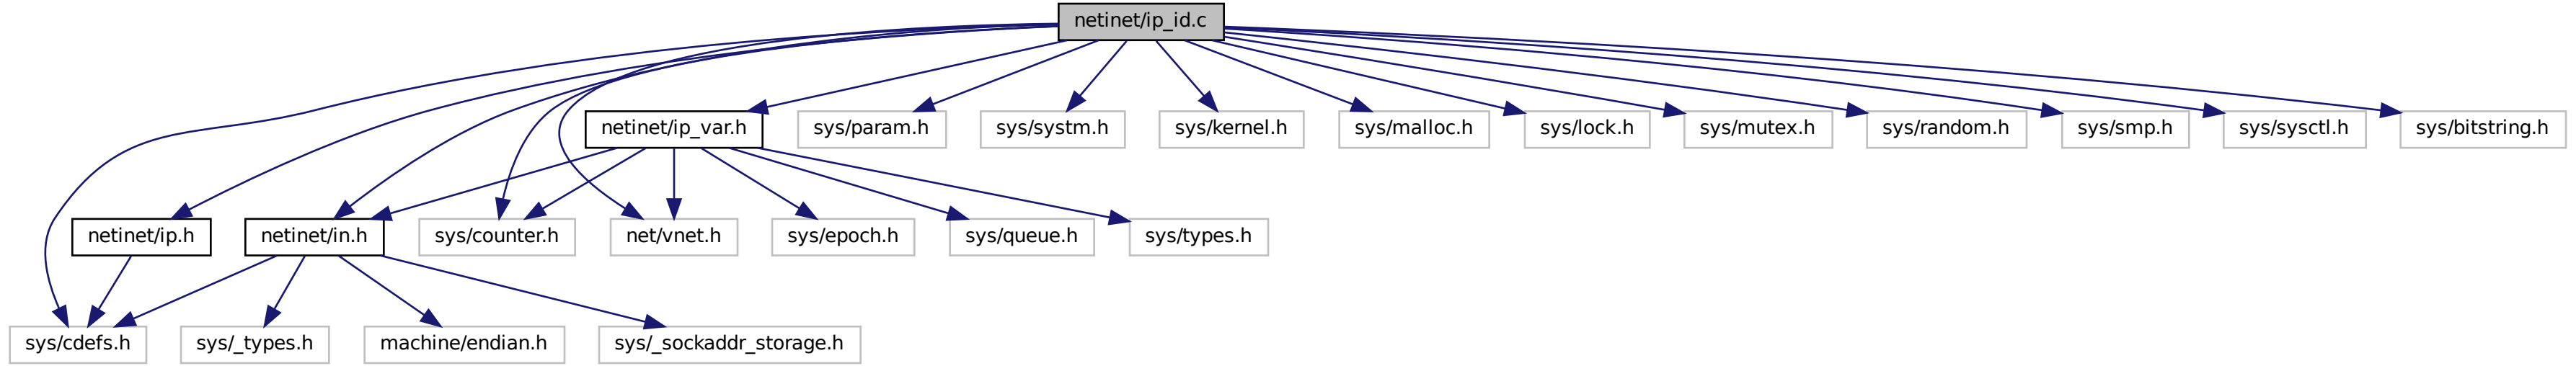 netinet/ip_id.c
netinet/ip_var.h
sys/param.h
sys/systm.h
sys/kernel.h
sys/malloc.h
sys/lock.h
sys/mutex.h
sys/random.h
sys/smp.h
sys/sysctl.h
sys/bitstring.h
netinet/ip.h
netinet/in.h
sys/counter.h
net/vnet.h
sys/epoch.h
sys/queue.h
sys/types.h
sys/cdefs.h
sys/_types.h
machine/endian.h
sys/_sockaddr_storage.h